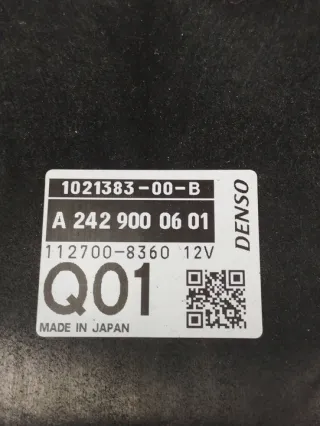 1021383-00-B
A 242 900 06 01
112700-8360 12V
Q01
MADE IN JAPAN
DENSO